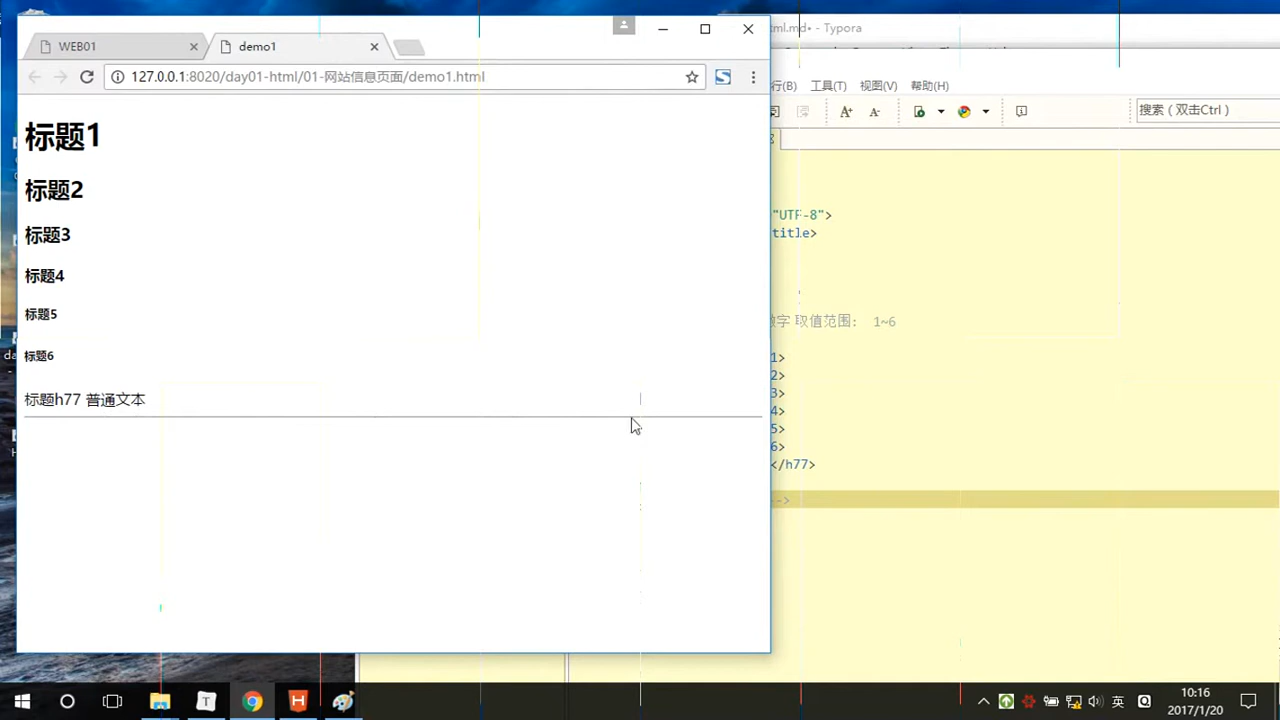 WEB01
demo1
127.0.0.1:8020/day01-html/01-网站信息页面/demo1.html
标题1
标题2
标题3
标题4
标题5
标题6
标题h77 普通文本
tml.md• - Typora
行(B) 工具(T) 视图(V) 帮助(H)
搜索（双击Ctrl）
"UTF-8">
title>
数字 取值范围： 1~6
1>
2>
3>
4>
5>
6>
</h77>
-->
英
10:16
2017/1/20